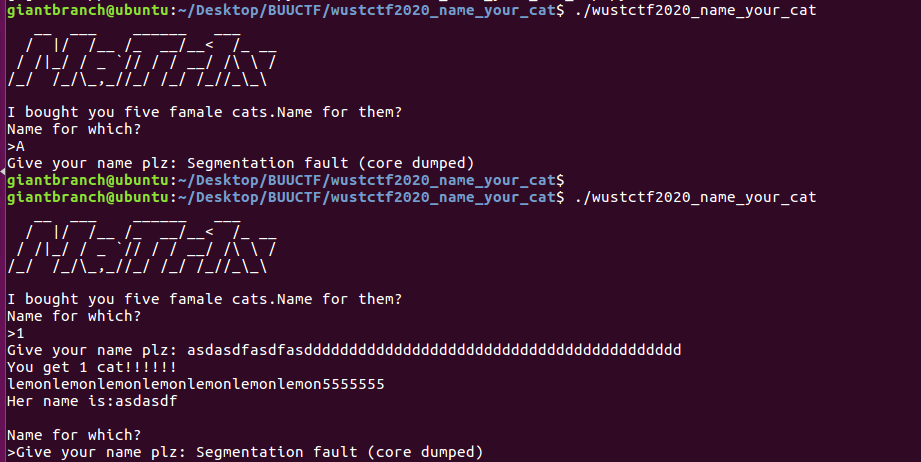 giantbranch@ubuntu:~/Desktop/BUUCTF/wustctf2020_name_your_cat$ ./wustctf2020_name_your_cat
I bought you five famale cats.Name for them?
Name for which?
>A
Give your name plz: Segmentation fault (core dumped)
giantbranch@ubuntu:~/Desktop/BUUCTF/wustctf2020_name_your_cat$
giantbranch@ubuntu:~/Desktop/BUUCTF/wustctf2020_name_your_cat$ ./wustctf2020_name_your_cat
I bought you five famale cats.Name for them?
Name for which?
>1
Give your name plz: asdasdfasdfasdddddddddddddddddddddddddddddddddddddddddd
You get 1 cat!!!!!!
lemonlemonlemonlemonlemonlemonlemon5555555
Her name is:asdasdf
Name for which?
>Give your name plz: Segmentation fault (core dumped)